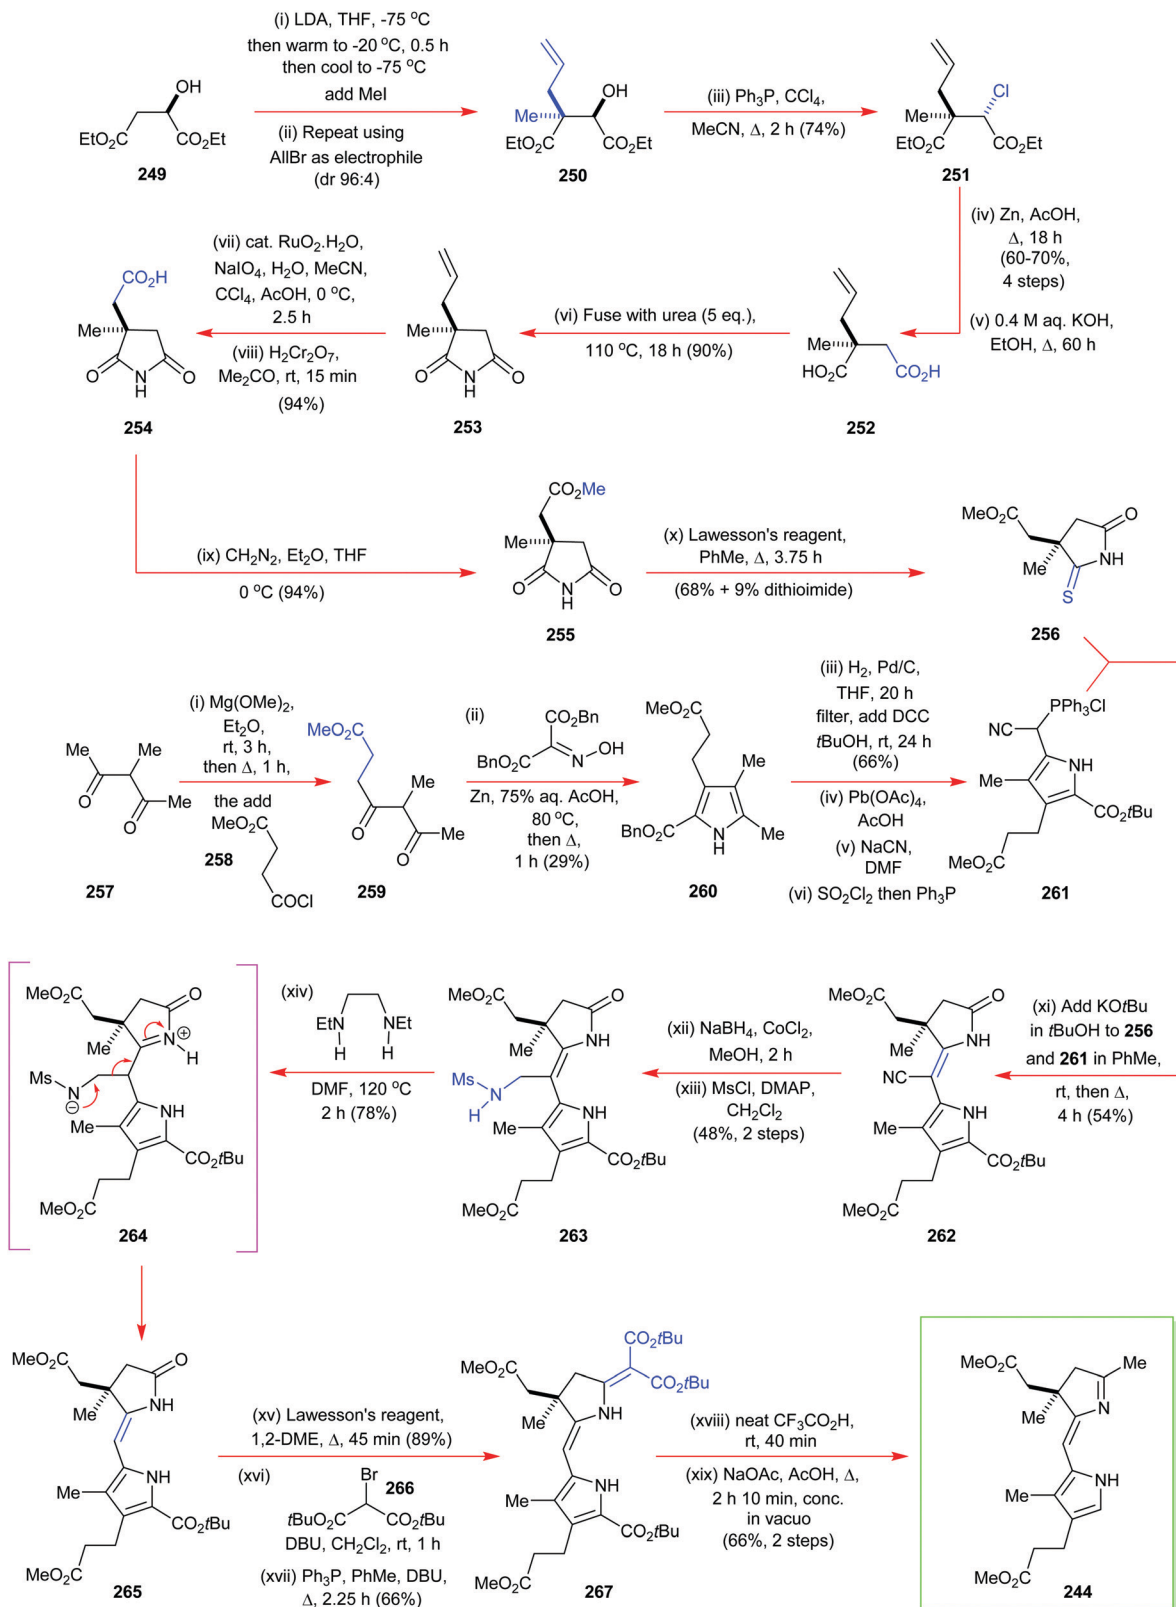 (i) LDA, THF, -75 °C
then warm to -20 °C, 0.5 h
then cool to -75 °C
add MeI
(ii) Repeat using
AllBr as electrophile
(dr 96:4)
OH
EtO₂C
CO₂Et
249
Me
OH
EtO₂C
CO₂Et
250
(iii) Ph₃P, CCl₄,
MeCN, Δ, 2 h (74%)
Cl
Me
EtO₂C
CO₂Et
251
(iv) Zn, AcOH,
Δ, 18 h
(60-70%,
4 steps)
(v) 0.4 M aq. KOH,
EtOH, Δ, 60 h
Me
HO₂C
CO₂H
252
(vi) Fuse with urea (5 eq.),
110 °C, 18 h (90%)
Me
O
N
H
O
253
(vii) cat. RuO₂.H₂O,
NaIO₄, H₂O, MeCN,
CCl₄, AcOH, 0 °C,
2.5 h
(viii) H₂Cr₂O₇,
Me₂CO, rt, 15 min
(94%)
CO₂H
Me
O
N
H
O
254
(ix) CH₂N₂, Et₂O, THF
0 °C (94%)
CO₂Me
Me
O
N
H
O
255
(x) Lawesson's reagent,
PhMe, Δ, 3.75 h
(68% + 9% dithioimide)
MeO₂C
O
NH
Me
S
256
Me
Me
O
Me
O
257
(i) Mg(OMe)₂,
Et₂O,
rt, 3 h,
then Δ, 1 h,
the add
MeO₂C
258
COCl
MeO₂C
Me
O
Me
O
259
(ii)
CO₂Bn
BnO₂C
N
OH
Zn, 75% aq. AcOH,
80 °C,
then Δ,
1 h (29%)
MeO₂C
Me
BnO₂C
N
H
Me
260
(iii) H₂, Pd/C,
THF, 20 h
filter, add DCC
tBuOH, rt, 24 h
(66%)
(iv) Pb(OAc)₄,
AcOH
(v) NaCN,
DMF
(vi) SO₂Cl₂ then Ph₃P
PPh₃Cl
NC
NH
Me
CO₂tBu
MeO₂C
261
(xi) Add KOtBu
in tBuOH to 256
and 261 in PhMe,
rt, then Δ,
4 h (54%)
MeO₂C
O
NH
Me
NC
NH
Me
CO₂tBu
MeO₂C
262
(xii) NaBH₄, CoCl₂,
MeOH, 2 h
(xiii) MsCl, DMAP,
CH₂Cl₂
(48%, 2 steps)
MeO₂C
O
NH
Me
Ms
N
H
NH
Me
CO₂tBu
MeO₂C
263
(xiv)
EtN
NEt
H
H
DMF, 120 °C
2 h (78%)
MeO₂C
O
N
⊕
H
Me
Ms
N
⊖
NH
Me
CO₂tBu
MeO₂C
264
MeO₂C
O
NH
Me
NH
Me
CO₂tBu
MeO₂C
265
(xv) Lawesson's reagent,
1,2-DME, Δ, 45 min (89%)
(xvi)
Br
266
tBuO₂C
CO₂tBu
DBU, CH₂Cl₂, rt, 1 h
(xvii) Ph₃P, PhMe, DBU,
Δ, 2.25 h (66%)
CO₂tBu
CO₂tBu
MeO₂C
NH
Me
NH
Me
CO₂tBu
MeO₂C
267
(xviii) neat CF₃CO₂H,
rt, 40 min
(xix) NaOAc, AcOH, Δ,
2 h 10 min, conc.
in vacuo
(66%, 2 steps)
MeO₂C
Me
N
Me
NH
Me
MeO₂C
244